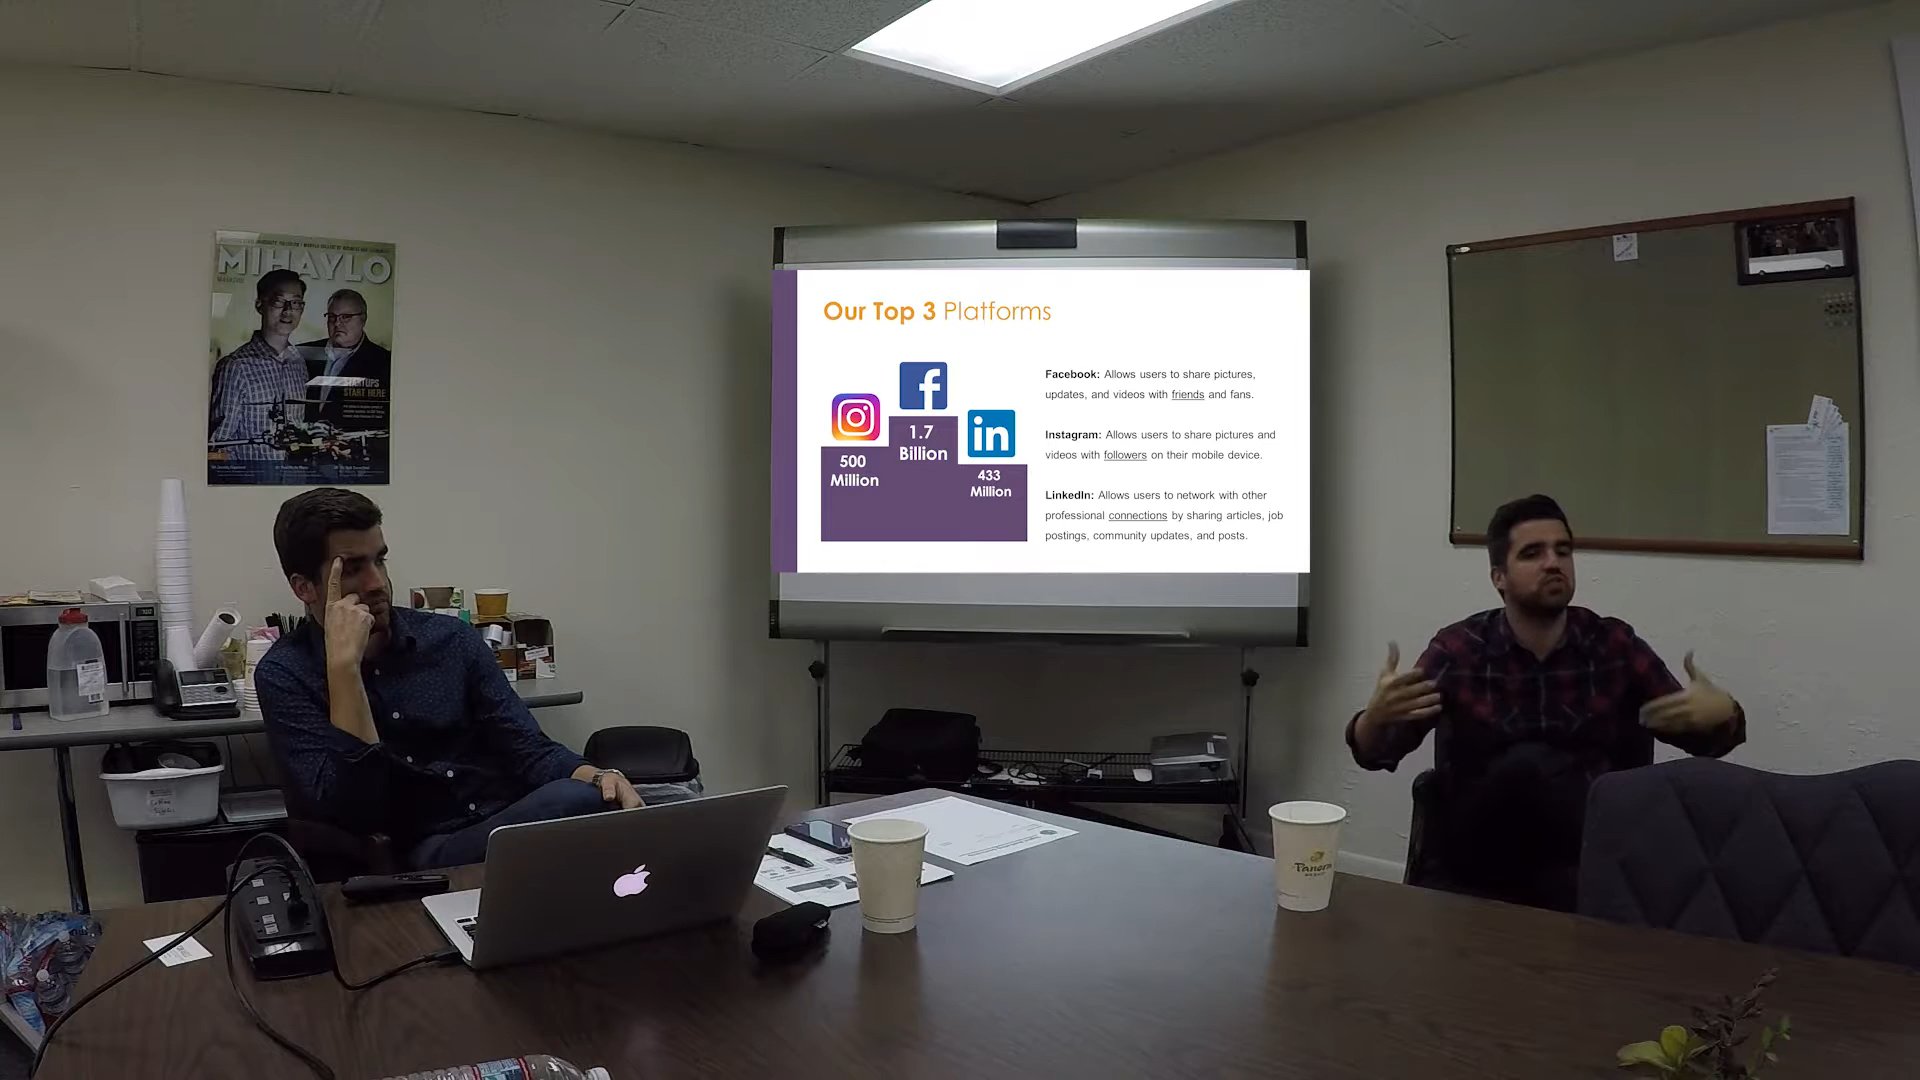 MIHAYLO
STARTUPS
START HERE
Our Top 3 Platforms
1.7
Billion
500
Million
433
Million
Facebook: Allows users to share pictures,
updates, and videos with friends and fans.
Instagram: Allows users to share pictures and
videos with followers on their mobile device.
LinkedIn: Allows users to network with other
professional connections by sharing articles, job
postings, community updates, and posts.
Panera